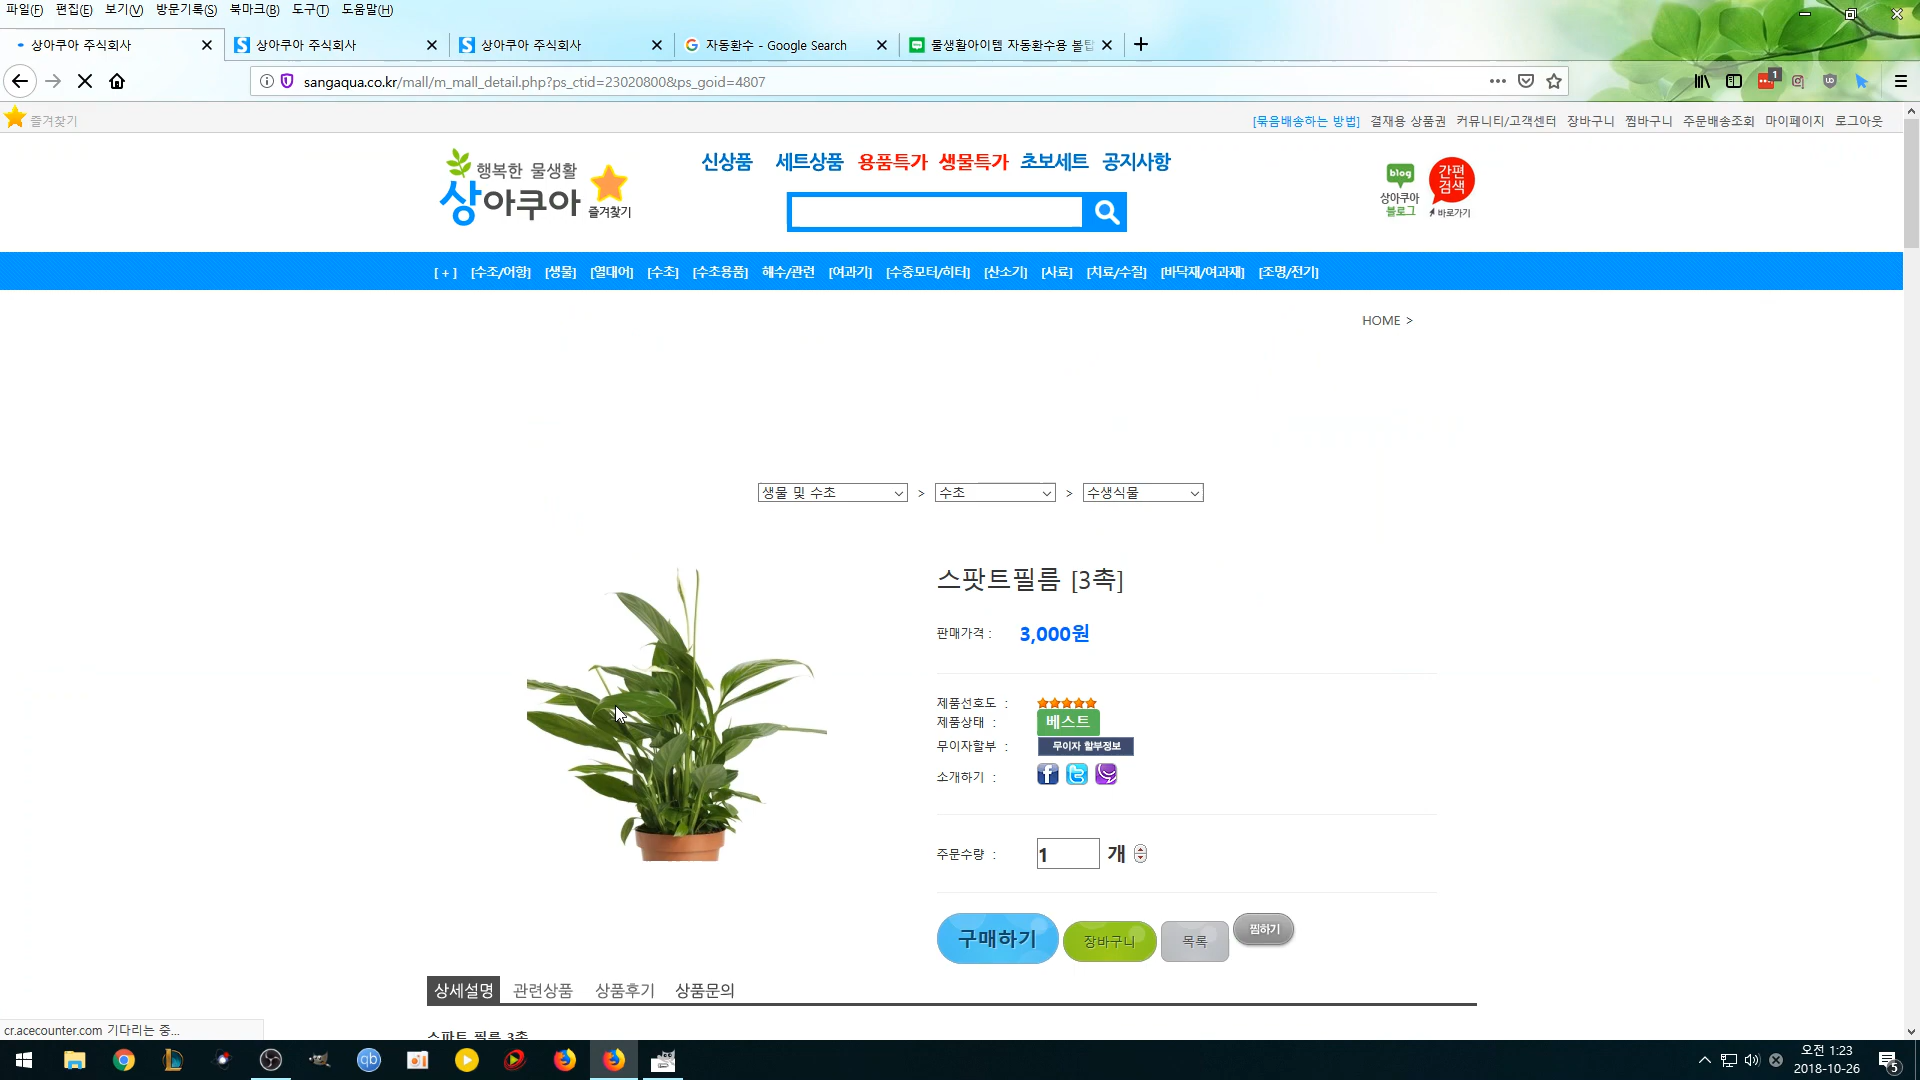 파일(F) 편집(E) 보기(V) 방문기록(S) 북마크(B) 도구(T) 도움말(H)
상아쿠아 주식회사 상아쿠아 주식회사 상아쿠아 주식회사 자동환수 - Google Search 물생활아이템 자동환수용 볼탑
sangaqua.co.kr/mall/m_mall_detail.php?ps_ctid=23020800&ps_goid=4807
1
즐겨찾기
[묶음배송하는 방법] 결재용 상품권 커뮤니티/고객센터 장바구니 찜바구니 주문배송조회 마이페이지 로그아웃
행복한 물생활
상아쿠아
즐겨찾기
신상품 세트상품 용품특가 생물특가 초보세트 공지사항
blog
상아쿠아
블로그
간편
검색
바로가기
[ + ] [수조/어항] [생물] [열대어] [수초] [수초용품] 해수/관련 [여과기] [수중모터/히터] [산소기] [사료] [치료/수질] [바닥재/여과재] [조명/전기]
HOME >
생물 및 수초 > 수초 > 수생식물
스팟트필름 [3촉]
판매가격 : 3,000원
제품선호도 :
제품상태 : 베스트
무이자할부 : 무이자 할부정보
소개하기 :
주문수량 : 1 개
구매하기 장바구니 목록 찜하기
상세설명 관련상품 상품후기 상품문의
스파트 필름 3촉
cr.acecounter.com 기다리는 중...
오전 1:23
2018-10-26
5